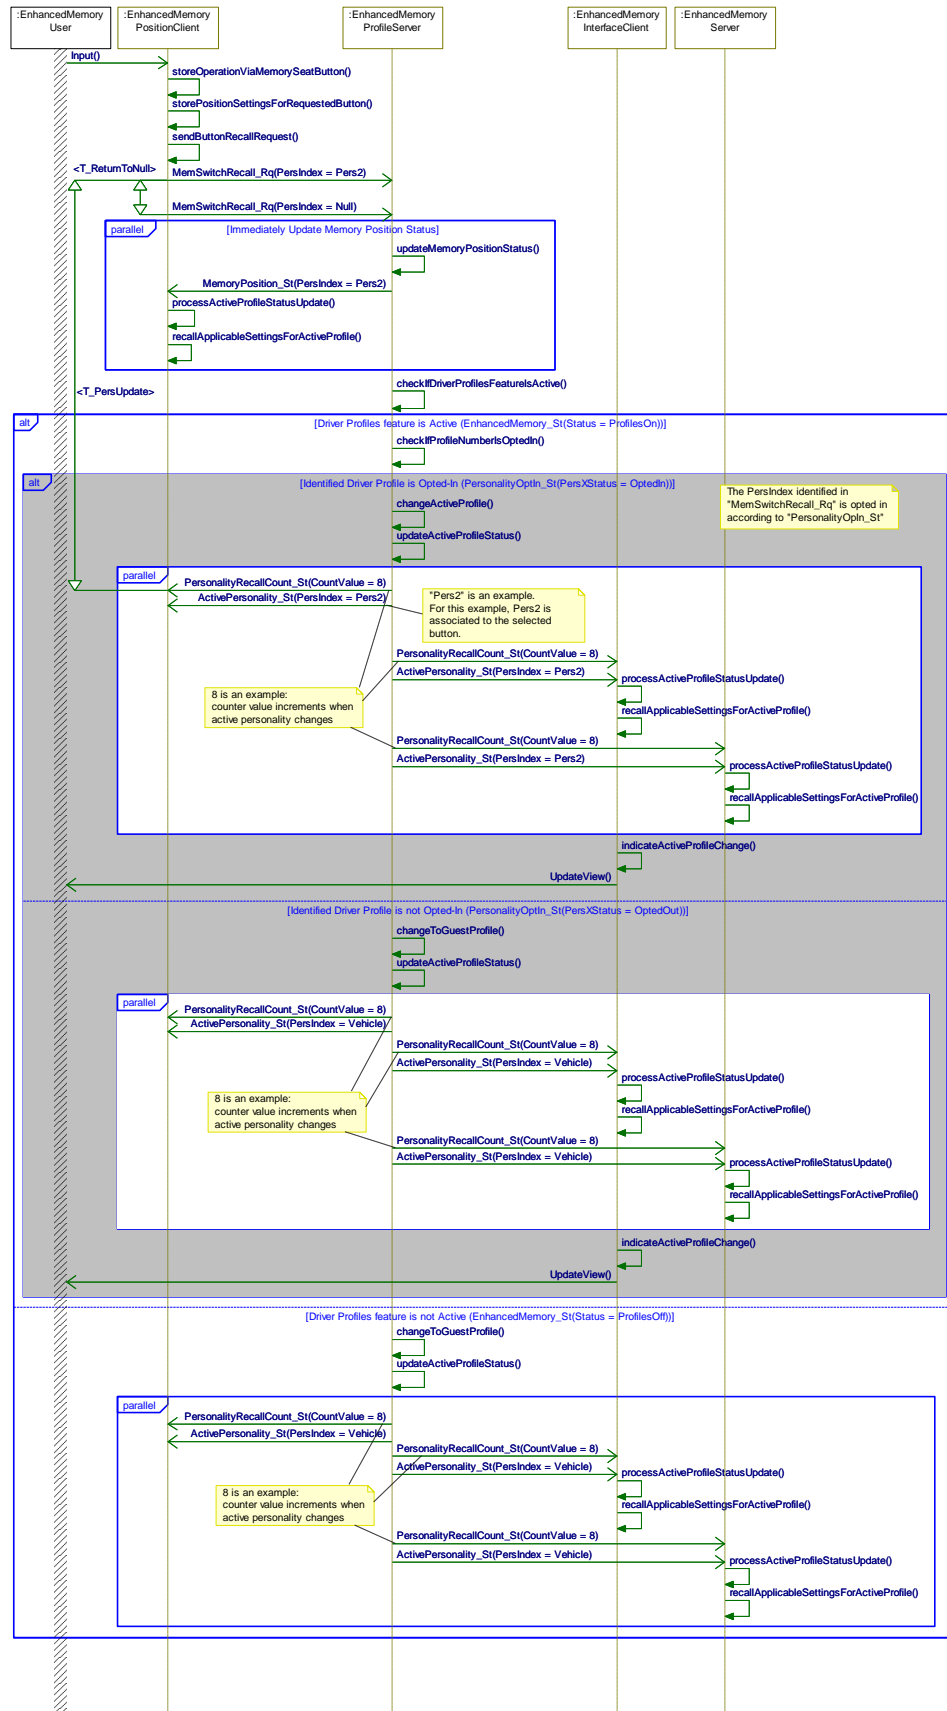 :EnhancedMemory
User
:EnhancedMemory
PositionClient
:EnhancedMemory
ProfileServer
:EnhancedMemory
InterfaceClient
:EnhancedMemory
Server
Input()
storeOperationViaMemorySeatButton()
storePositionSettingsForRequestedButton()
sendButtonRecallRequest()
<T_ReturnToNull>
MemSwitchRecall_Rq(PersIndex = Pers2)
MemSwitchRecall_Rq(PersIndex = Null)
parallel
[Immediately Update Memory Position Status]
updateMemoryPositionStatus()
MemoryPosition_St(PersIndex = Pers2)
processActiveProfileStatusUpdate()
recallApplicableSettingsForActiveProfile()
checkIfDriverProfilesFeatureIsActive()
<T_PersUpdate>
alt
[Driver Profiles feature is Active (EnhancedMemory_St(Status = ProfilesOn))]
checkIfProfileNumberIsOptedIn()
alt
[Identified Driver Profile is Opted-In (PersonalityOptIn_St(PersXStatus = OptedIn))]
The PersIndex identified in
"MemSwitchRecall_Rq" is opted in
according to "PersonalityOpIn_St"
changeActiveProfile()
updateActiveProfileStatus()
parallel
PersonalityRecallCount_St(CountValue = 8)
ActivePersonality_St(PersIndex = Pers2)
"Pers2" is an example.
For this example, Pers2 is
associated to the selected
button.
PersonalityRecallCount_St(CountValue = 8)
ActivePersonality_St(PersIndex = Pers2)
processActiveProfileStatusUpdate()
8 is an example:
counter value increments when
active personality changes
recallApplicableSettingsForActiveProfile()
PersonalityRecallCount_St(CountValue = 8)
ActivePersonality_St(PersIndex = Pers2)
processActiveProfileStatusUpdate()
recallApplicableSettingsForActiveProfile()
indicateActiveProfileChange()
UpdateView()
[Identified Driver Profile is not Opted-In (PersonalityOptIn_St(PersXStatus = OptedOut))]
changeToGuestProfile()
updateActiveProfileStatus()
parallel
PersonalityRecallCount_St(CountValue = 8)
ActivePersonality_St(PersIndex = Vehicle)
PersonalityRecallCount_St(CountValue = 8)
ActivePersonality_St(PersIndex = Vehicle)
processActiveProfileStatusUpdate()
8 is an example:
counter value increments when
active personality changes
recallApplicableSettingsForActiveProfile()
PersonalityRecallCount_St(CountValue = 8)
ActivePersonality_St(PersIndex = Vehicle)
processActiveProfileStatusUpdate()
recallApplicableSettingsForActiveProfile()
indicateActiveProfileChange()
UpdateView()
[Driver Profiles feature is not Active (EnhancedMemory_St(Status = ProfilesOff))]
changeToGuestProfile()
updateActiveProfileStatus()
parallel
PersonalityRecallCount_St(CountValue = 8)
ActivePersonality_St(PersIndex = Vehicle)
PersonalityRecallCount_St(CountValue = 8)
ActivePersonality_St(PersIndex = Vehicle)
processActiveProfileStatusUpdate()
8 is an example:
counter value increments when
active personality changes
recallApplicableSettingsForActiveProfile()
PersonalityRecallCount_St(CountValue = 8)
ActivePersonality_St(PersIndex = Vehicle)
processActiveProfileStatusUpdate()
recallApplicableSettingsForActiveProfile()